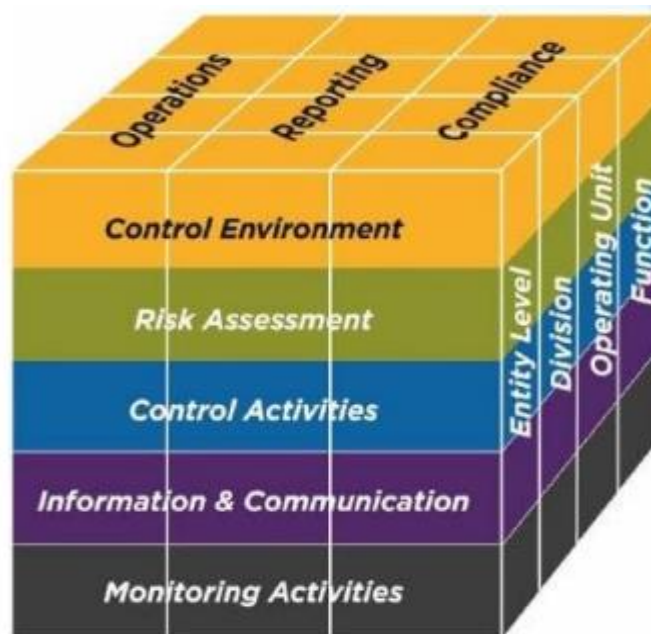 Operations
Reporting
Compliance
Control Environment
Risk Assessment
Control Activities
Information & Communication
Monitoring Activities
Entity Level
Division
Operating Unit
Function